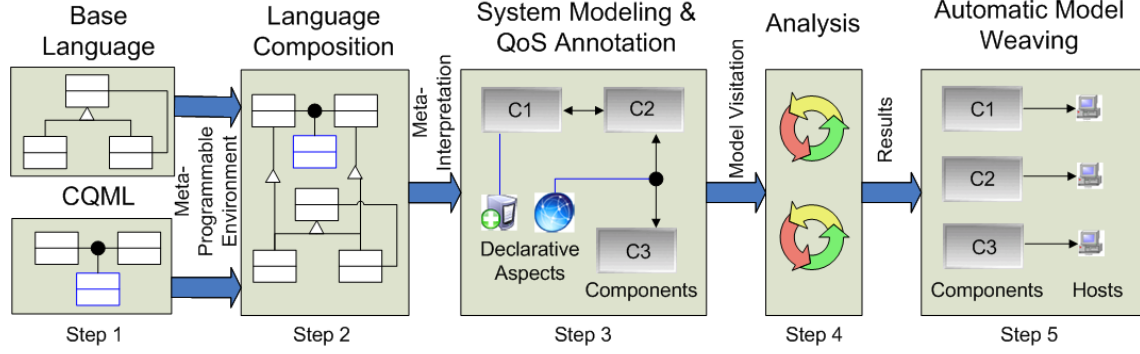 Base
Language
CQML
Step 1
Meta-
Programmable
Environment
Language
Composition
Step 2
Meta-
Interpretation
System Modeling &
QoS Annotation
C1
C2
Declarative
Aspects
C3
Components
Step 3
Model Visitation
Analysis
Step 4
Results
Automatic Model
Weaving
C1
C2
C3
Components Hosts
Step 5